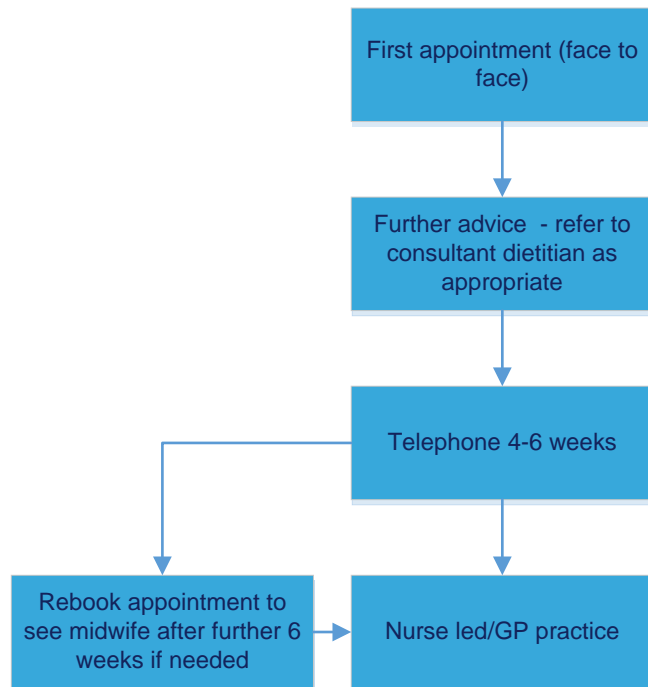 First appointment (face to
face)
Further advice - refer to
consultant dietitian as
appropriate
Telephone 4-6 weeks
Rebook appointment to
see midwife after further 6
weeks if needed
Nurse led/GP practice